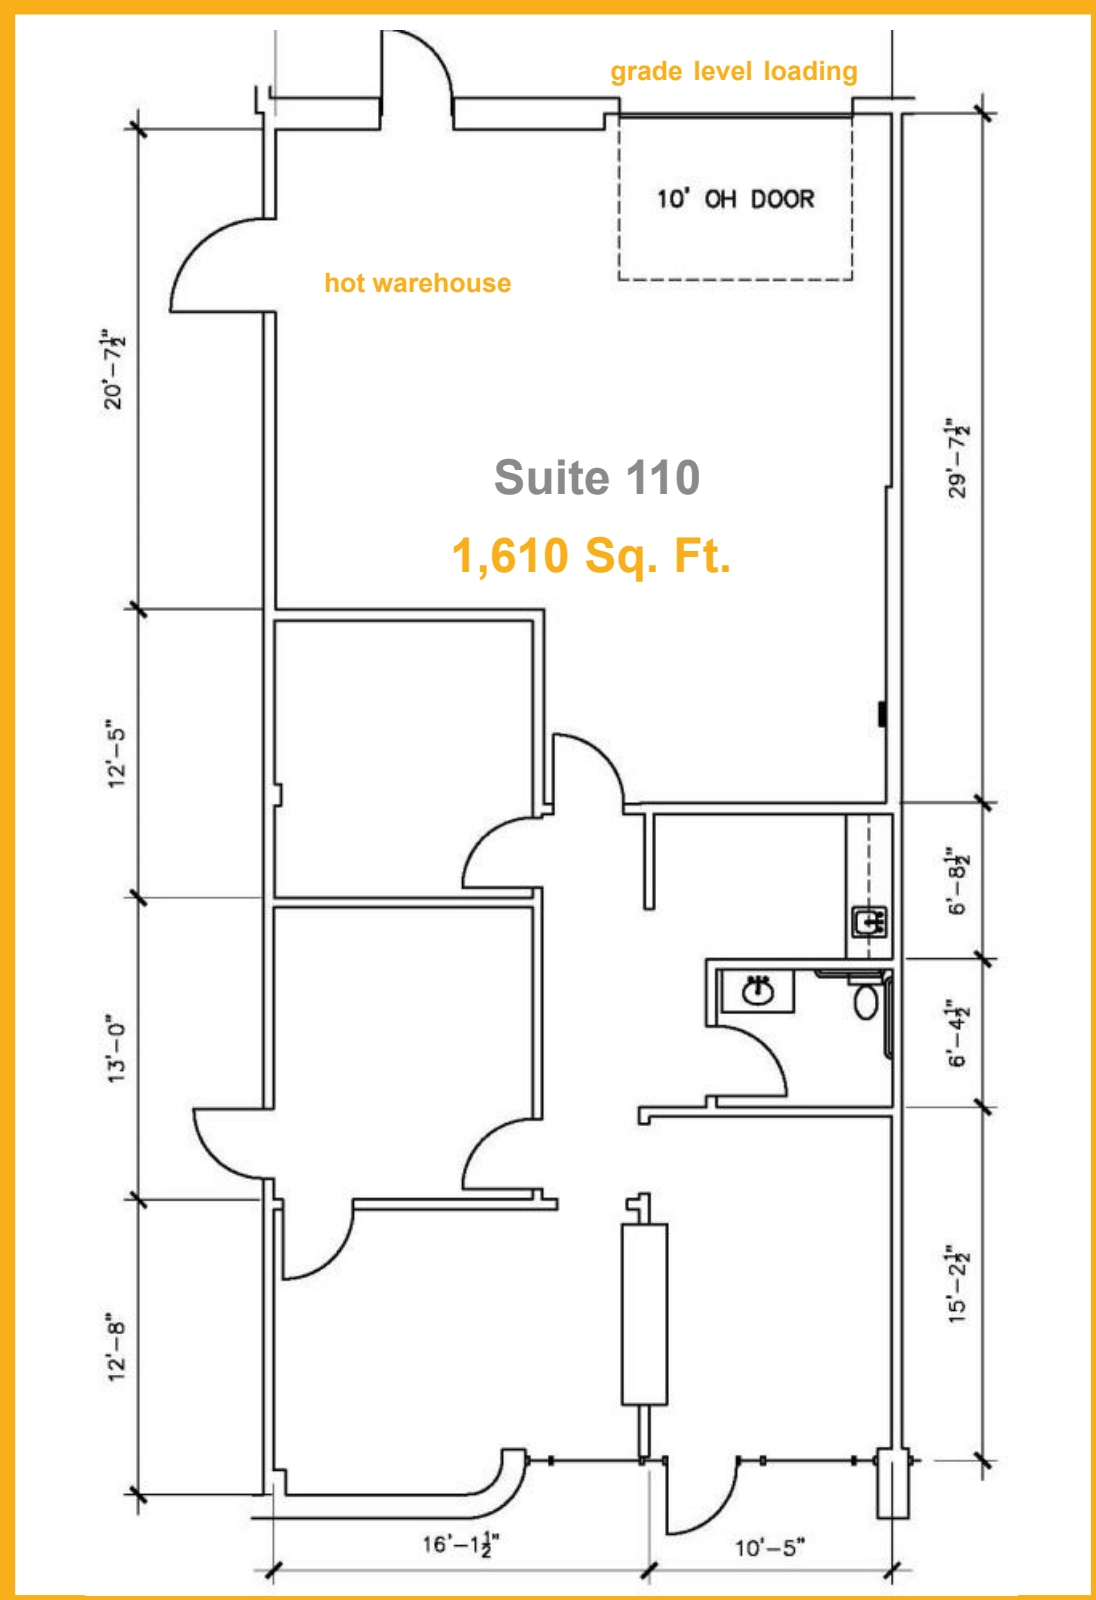 grade level loading
10' OH DOOR
hot warehouse
20'-7½"
29'-7½"
Suite 110
1,610 Sq. Ft.
12'-5"
6'-8½"
13'-0"
6'-4½"
15'-2½"
12'-8"
16'-1½"
10'-5"